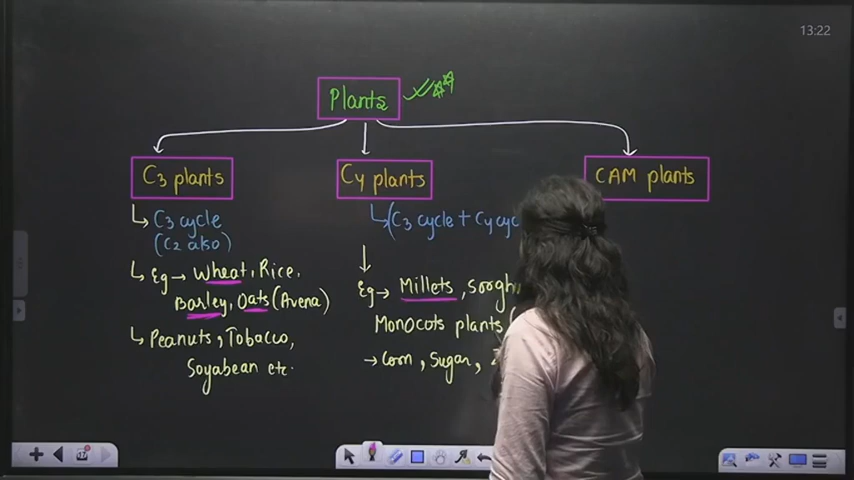 13:22
Plants
C3 plants
C4 plants
CAM plants
C3 cycle
(C2 also)
(C3 cycle + C4 cyc
Eg → Wheat, Rice,
Barley, Oats (Avena)
Peanuts, Tobacco,
Soyabean etc.
Eg → Millets, Sorgh
Monocots plants (
→ Corn, Sugar,